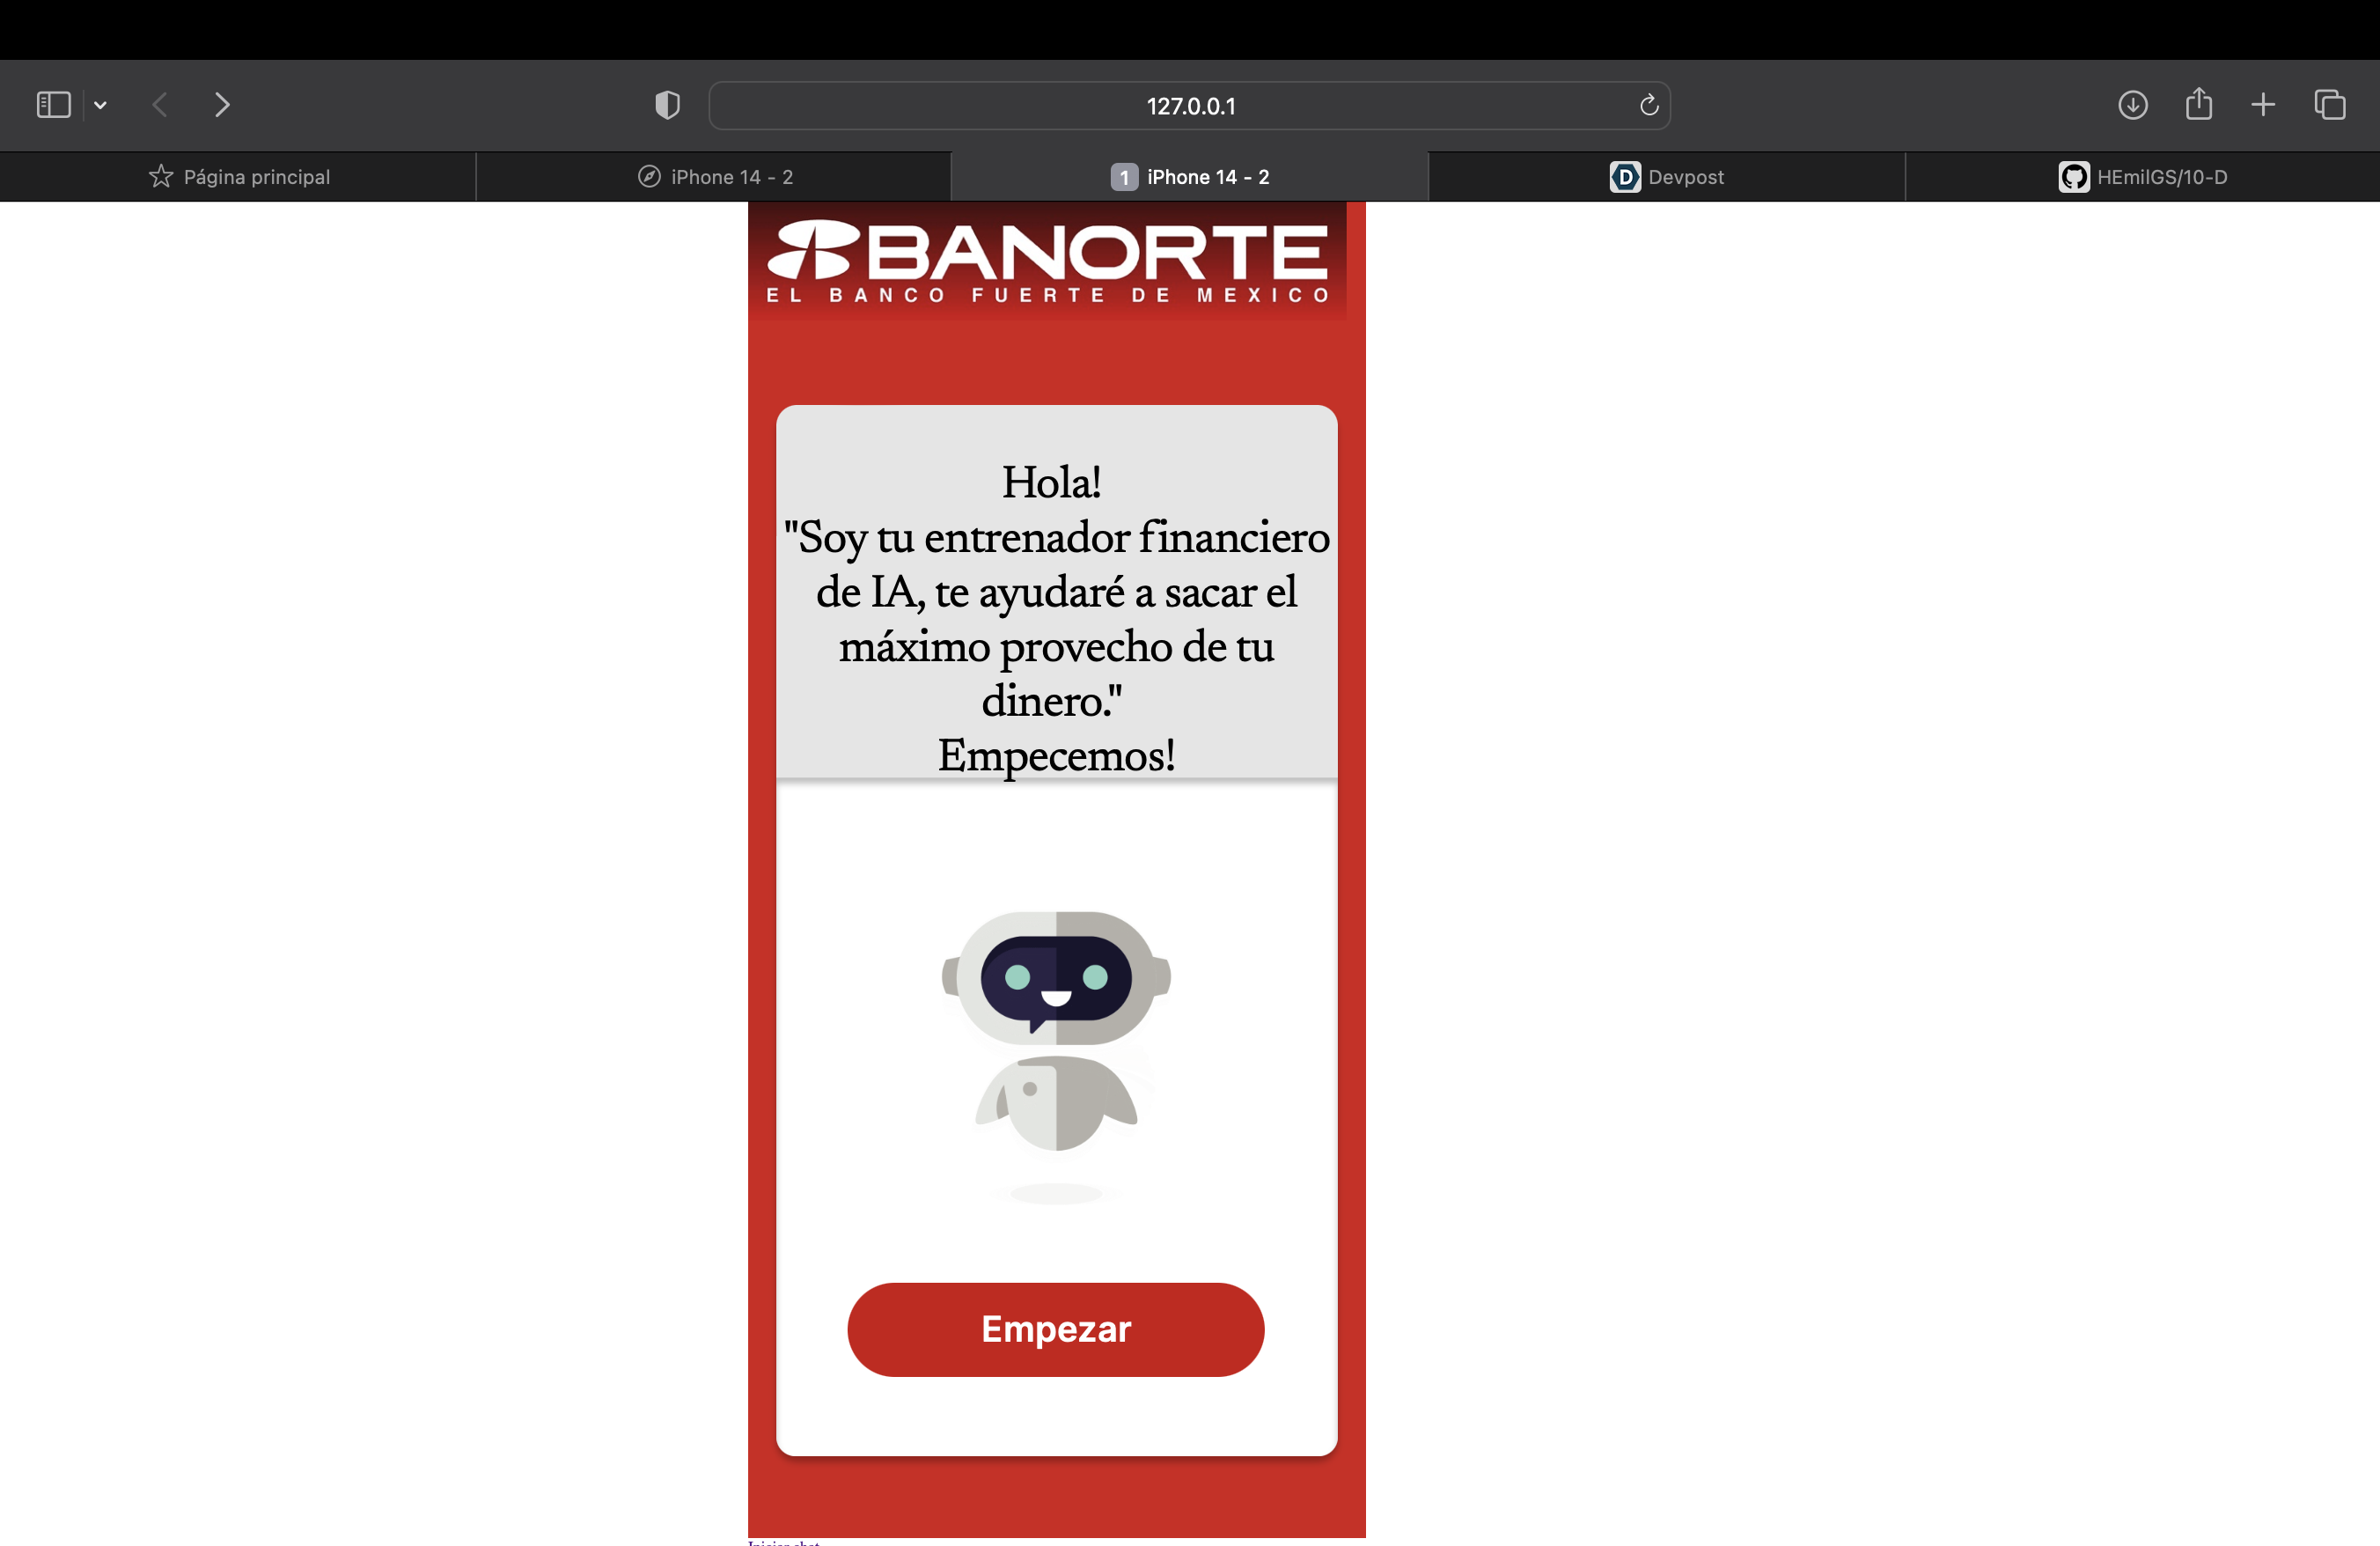 127.0.0.1
Página principal
iPhone 14 - 2
1 iPhone 14 - 2
D Devpost
HEmilGS/10-D
BANORTE
EL BANCO FUERTE DE MEXICO
Hola!
"Soy tu entrenador financiero
de IA, te ayudaré a sacar el
máximo provecho de tu
dinero."
Empecemos!
Empezar